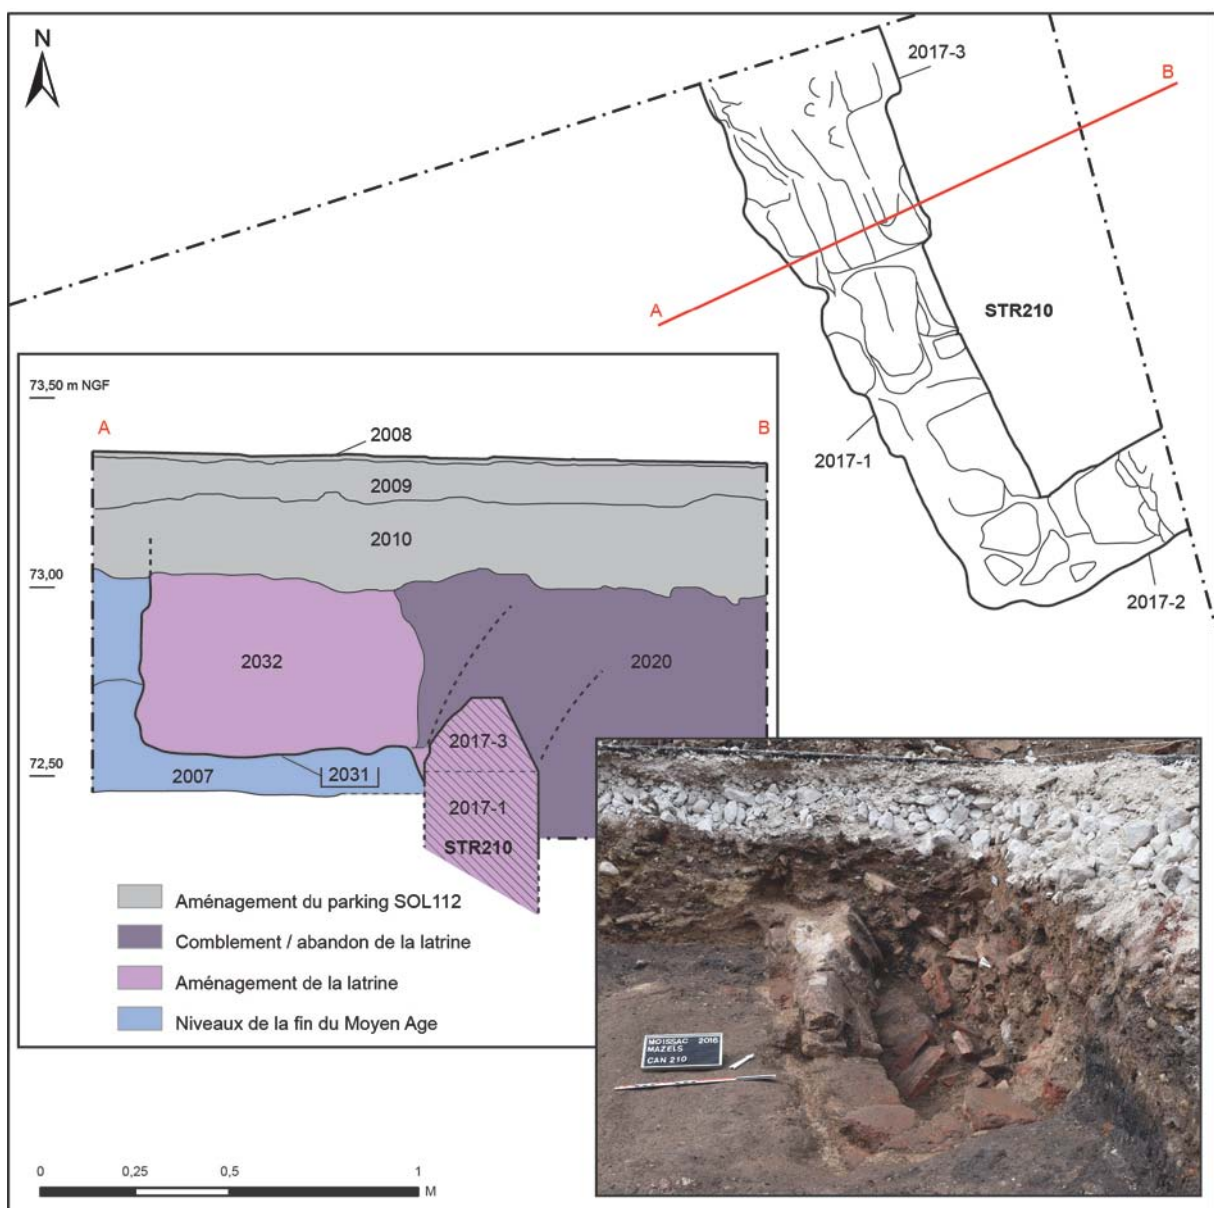 N
2017-3
B
A
STR210
2017-1
2017-2
73,50 m NGF
A
B
2008
2009
2010
73,00
2032
2020
2017-3
72,50
2007
2031
2017-1
STR210
Aménagement du parking SOL112
Comblement / abandon de la latrine
Aménagement de la latrine
Niveaux de la fin du Moyen Age
MOISSAC 2016
MAZELS
CAN 210
0
0,25
0,5
1
M